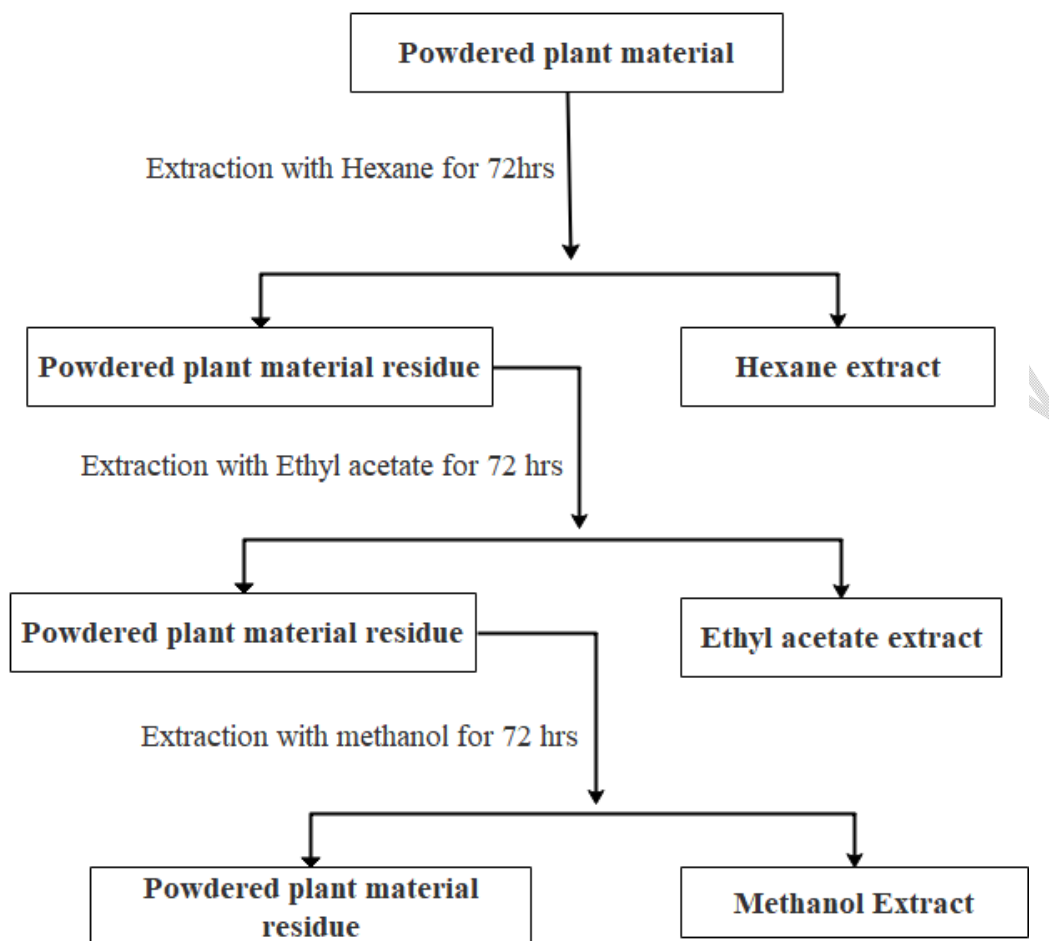 Powdered plant material
Extraction with Hexane for 72hrs
Powdered plant material residue
Hexane extract
Extraction with Ethyl acetate for 72 hrs
Powdered plant material residue
Ethyl acetate extract
Extraction with methanol for 72 hrs
Powdered plant material
residue
Methanol Extract